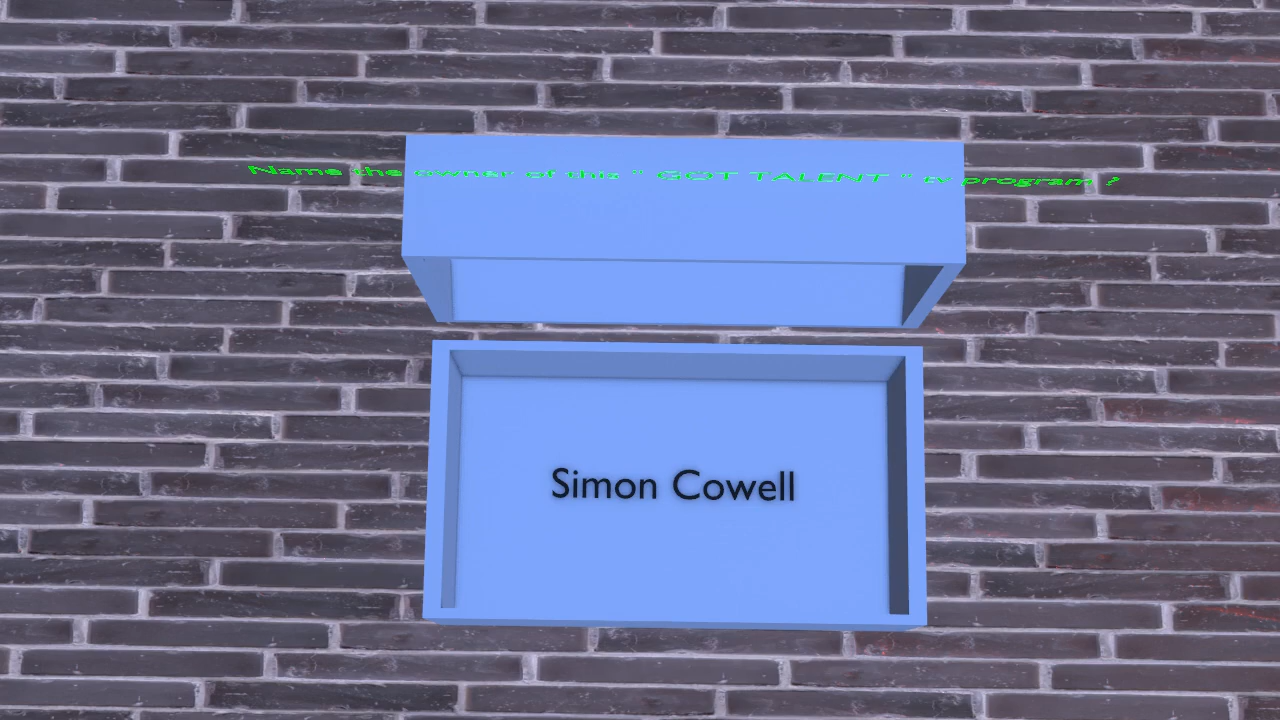 Name the owner of this " GOT TALENT " tv program ?
Simon Cowell